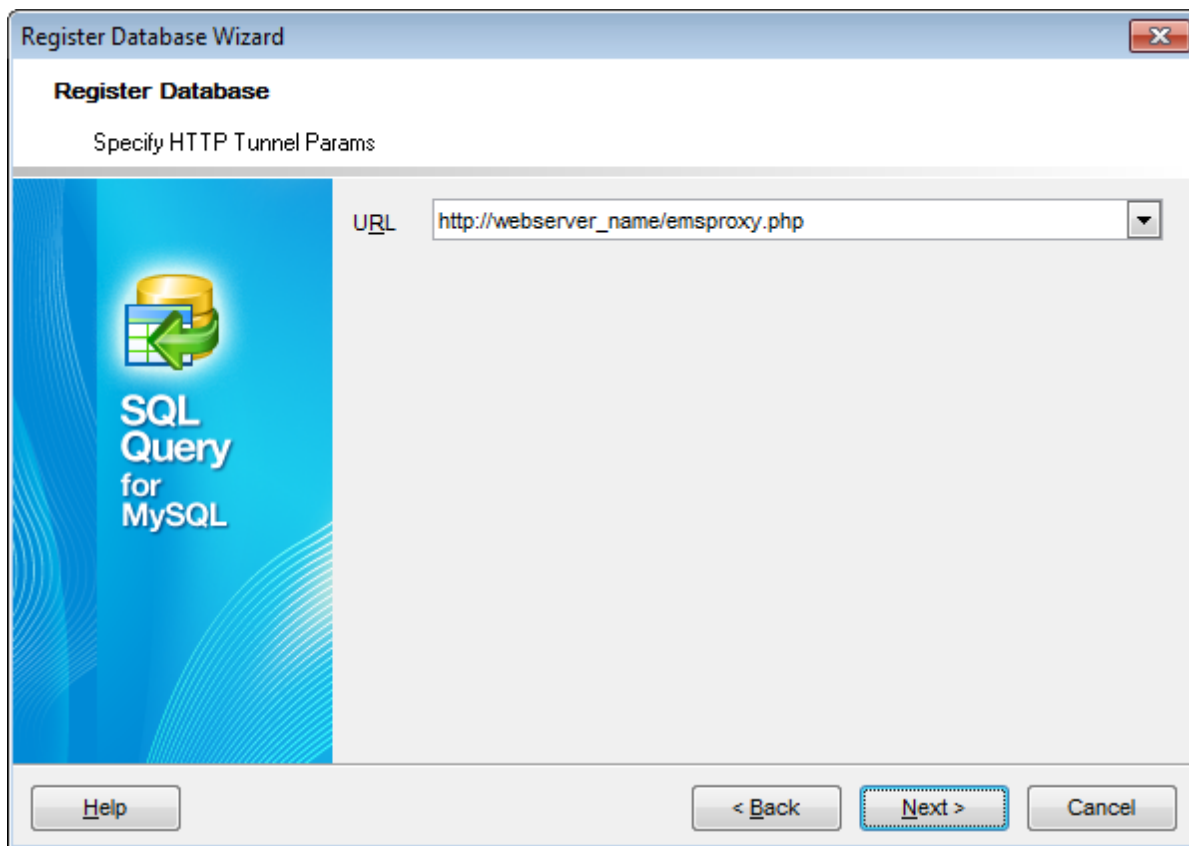 Register Database Wizard
Register Database
Specify HTTP Tunnel Params
URL http://webserver_name/emsproxy.php
SQL
Query
for
MySQL
Help < Back Next > Cancel